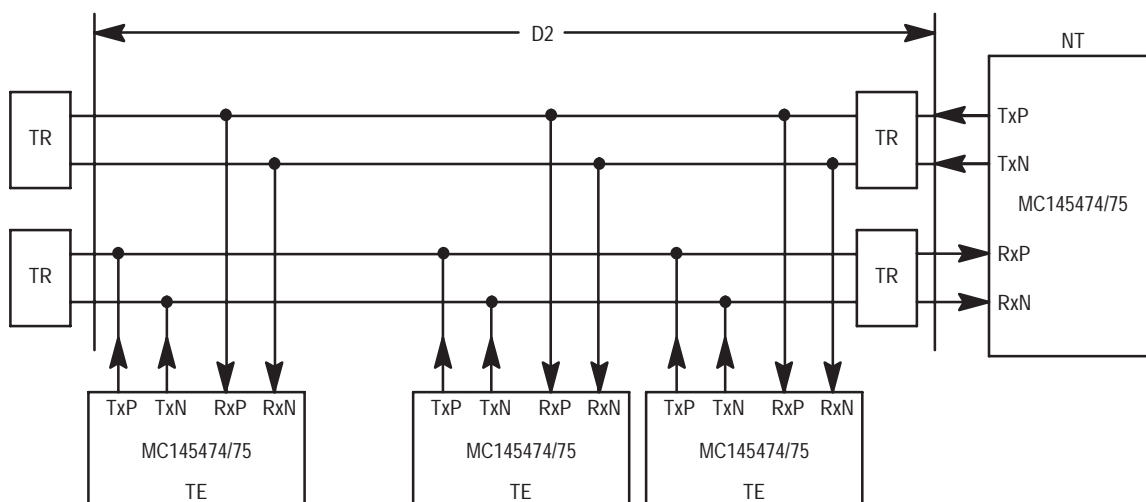 D2
NT
TR
TR
TxP
TxN
MC145474/75
TR
TR
RxP
RxN
TxP TxN RxP RxN
MC145474/75
TE
TxP TxN RxP RxN
MC145474/75
TE
TxP TxN RxP RxN
MC145474/75
TE